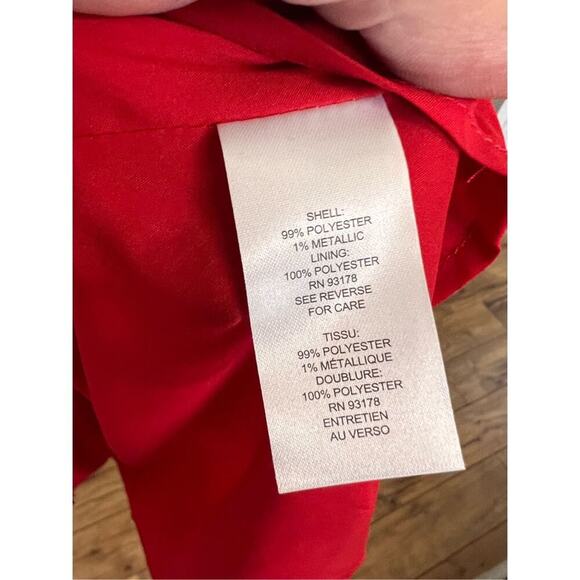 SHELL:
99% POLYESTER
1% METALLIC
LINING:
100% POLYESTER
RN 93178
SEE REVERSE
FOR CARE
TISSU:
99% POLYESTER
1% MÉTALLIQUE
DOUBLURE:
100% POLYESTER
RN 93178
ENTRETIEN
AU VERSO